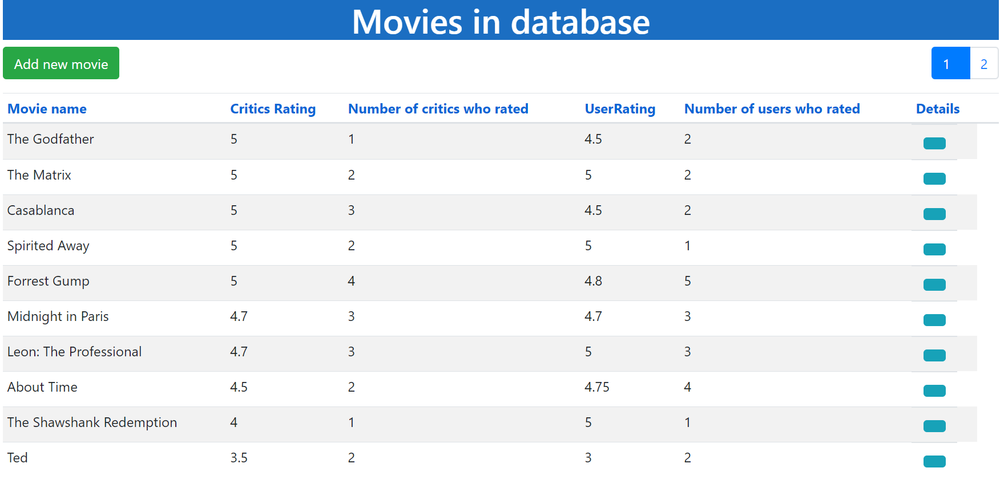 Movies in database
Add new movie 1 2
Movie name Critics Rating Number of critics who rated UserRating Number of users who rated Details
The Godfather 5 1 4.5 2
The Matrix 5 2 5 2
Casablanca 5 3 4.5 2
Spirited Away 5 2 5 1
Forrest Gump 5 4 4.8 5
Midnight in Paris 4.7 3 4.7 3
Leon: The Professional 4.7 3 5 3
About Time 4.5 2 4.75 4
The Shawshank Redemption 4 1 5 1
Ted 3.5 2 3 2